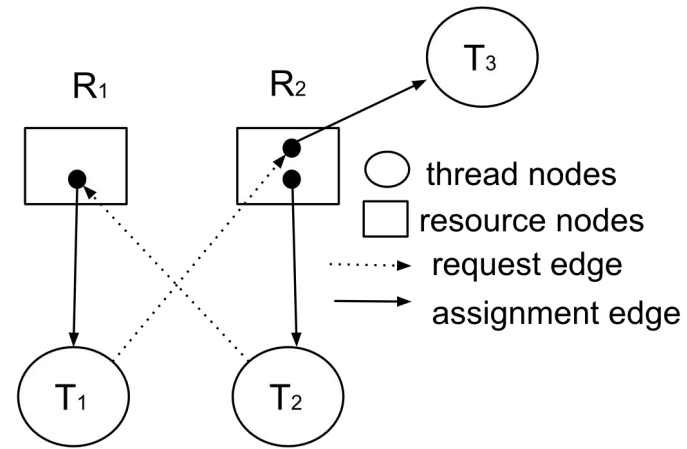 T3
R1
R2
thread nodes
resource nodes
request edge
assignment edge
T1
T2